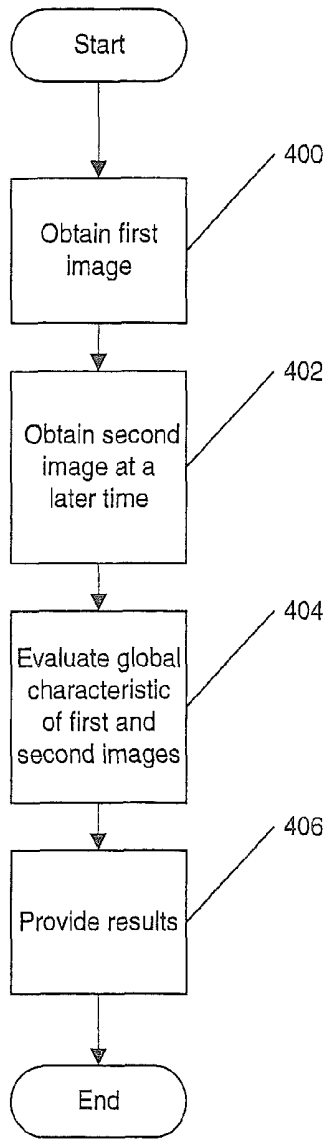 Start
400
Obtain first
image
402
Obtain second
image at a
later time
404
Evaluate global
characteristic
of first and
second images
406
Provide results
End